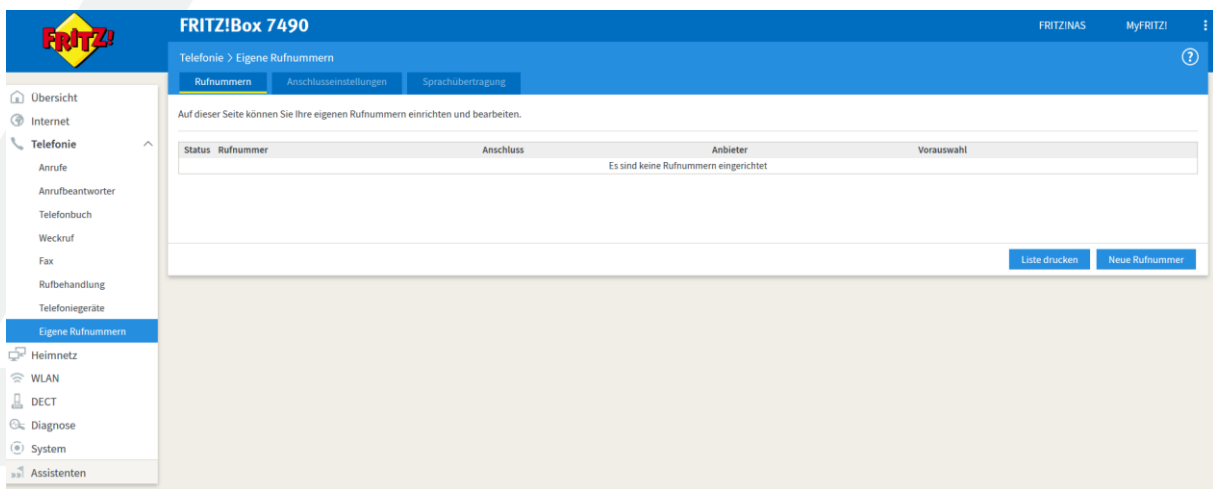 FRITZ!
FRITZ!Box 7490
FRITZ!NAS
MyFRITZ!
Telefonie > Eigene Rufnummern
?
Rufnummern
Anschlusseinstellungen
Sprachübertragung
Auf dieser Seite können Sie Ihre eigenen Rufnummern einrichten und bearbeiten.
Status Rufnummer Anschluss Anbieter Vorauswahl
Es sind keine Rufnummern eingerichtet
Liste drucken
Neue Rufnummer
Übersicht
Internet
Telefonie
Anrufe
Anrufbeantworter
Telefonbuch
Weckruf
Fax
Rufbehandlung
Telefoniegeräte
Eigene Rufnummern
Heimnetz
WLAN
DECT
Diagnose
System
Assistenten